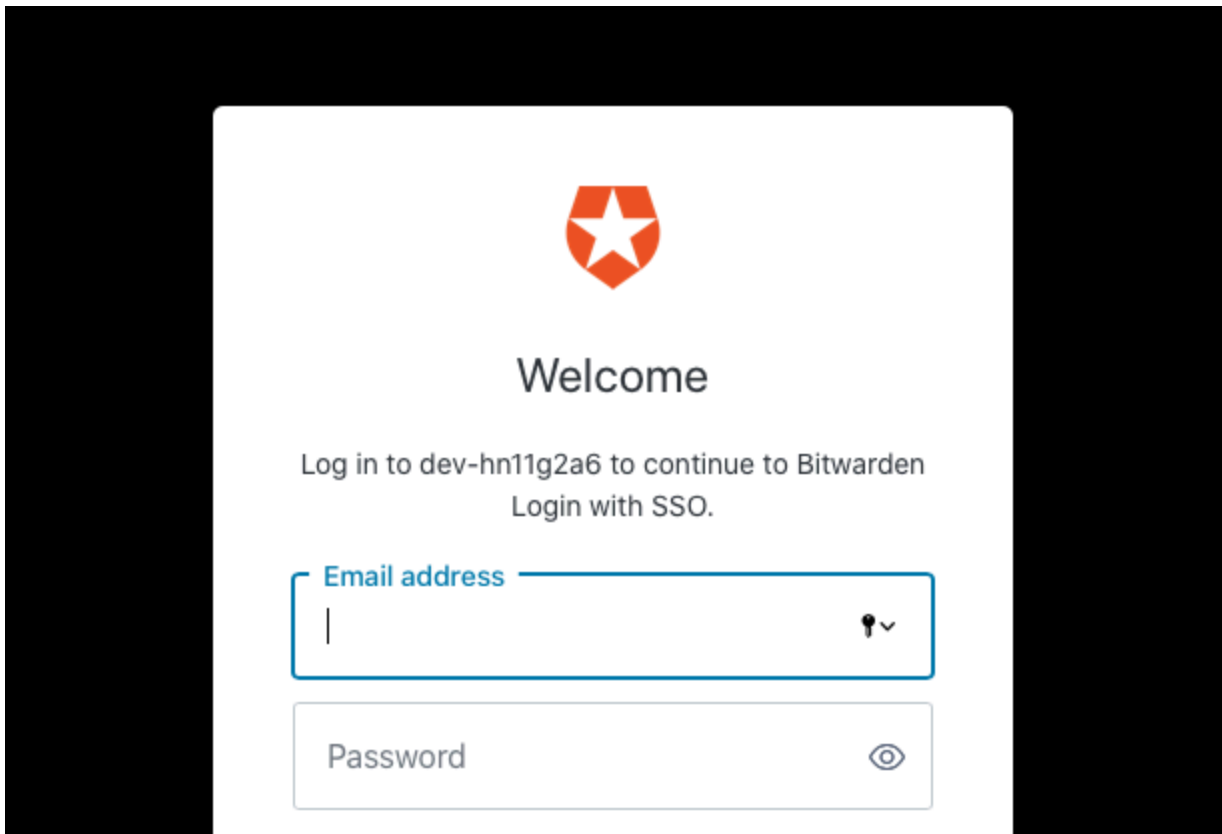 Welcome
Log in to dev-hn11g2a6 to continue to Bitwarden
Login with SSO.
Email address
Password